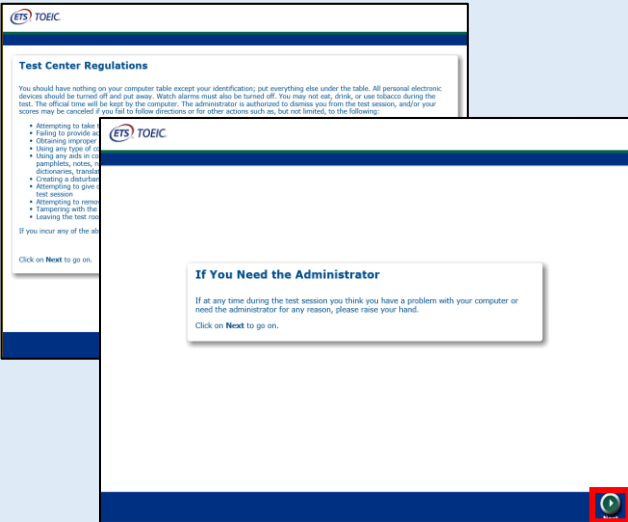 ETS TOEIC
Test Center Regulations
You should have nothing on your computer table except your identification; put everything else under the table. All personal electronic
devices should be turned off and put away. Watch alarms must also be turned off. You may not eat, drink, or use tobacco during the
test. The official time will be kept by the computer. The administrator is authorized to dismiss you from the test session, and/or your
scores may be canceled if you fail to follow directions or for other actions such as, but not limited, to the following:
• Attempting to take
• Failing to provide
• Obtaining improper
• Using any type of
• Using any aids in
pamphlets, notes,
dictionaries,
• Creating a
• Attempting to give
test session
• Attempting to
• Tampering with the
• Leaving the test
If you incur any of the
Click on Next to go on.
ETS TOEIC
If You Need the Administrator
If at any time during the test session you think you have a problem with your computer or
need the administrator for any reason, please raise your hand.
Click on Next to go on.
Next